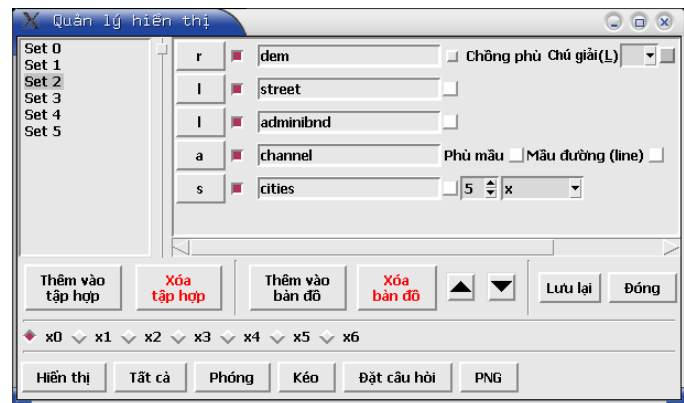 Quản lý hiển thị
Set 0
Set 1
Set 2
Set 3
Set 4
Set 5
r dem Chồng phủ Chú giải(L)
l street
l adminibnd
a channel Phủ mầu Mầu đường (line)
s cities 5 x
Thêm vào tập hợp Xóa tập hợp Thêm vào bản đồ Xóa bản đồ Lưu lại Đóng
x0 x1 x2 x3 x4 x5 x6
Hiển thị Tất cả Phóng Kéo Đặt câu hỏi PNG